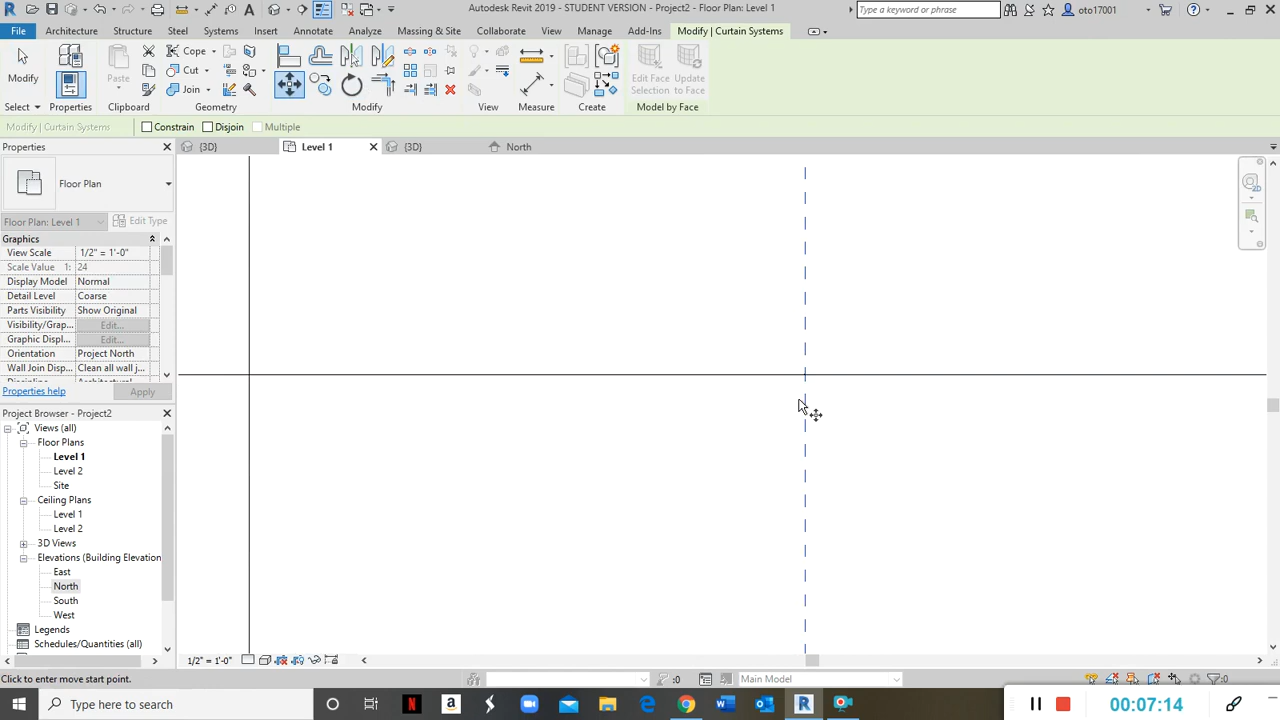 Autodesk Revit 2019 - STUDENT VERSION - Project2 - Floor Plan: Level 1
Type a keyword or phrase
oto17001
File Architecture Structure Steel Systems Insert Annotate Analyze Massing & Site Collaborate View Manage Add-Ins Modify | Curtain Systems
Modify
Paste
Cope
Cut
Join
Edit Face Update
Selection to Face
Select Properties Clipboard Geometry Modify View Measure Create Model by Face
Modify | Curtain Systems Constrain Disjoin Multiple
Properties
{3D} Level 1 {3D} North
Floor Plan
Floor Plan: Level 1 Edit Type
Graphics
View Scale 1/2" = 1'-0"
Scale Value 1: 24
Display Model Normal
Detail Level Coarse
Parts Visibility Show Original
Visibility/Grap... Edit...
Graphic Displ... Edit...
Orientation Project North
Wall Join Disp... Clean all wall j...
Properties help Apply
Project Browser - Project2
Views (all)
Floor Plans
Level 1
Level 2
Site
Ceiling Plans
Level 1
Level 2
3D Views
Elevations (Building Elevation
East
North
South
West
Legends
Schedules/Quantities (all)
1/2" = 1'-0"
Click to enter move start point.
:0 Main Model :0
Type here to search
00:07:14